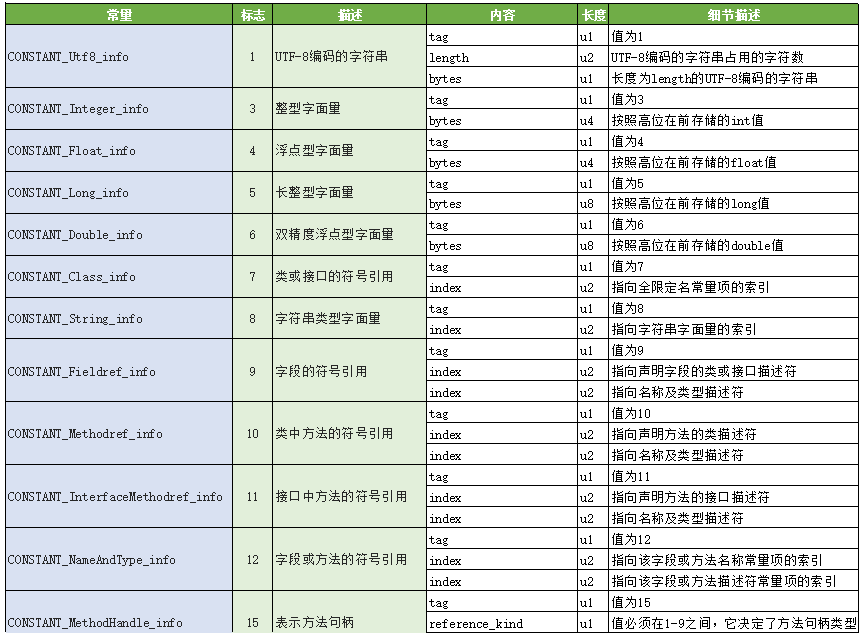 常量 标志 描述 内容 长度 细节描述
CONSTANT_Utf8_info 1 UTF-8编码的字符串 tag u1 值为1
length u2 UTF-8编码的字符串占用的字符数
bytes u1 长度为length的UTF-8编码的字符串
CONSTANT_Integer_info 3 整型字面量 tag u1 值为3
bytes u4 按照高位在前存储的int值
CONSTANT_Float_info 4 浮点型字面量 tag u1 值为4
bytes u4 按照高位在前存储的float值
CONSTANT_Long_info 5 长整型字面量 tag u1 值为5
bytes u8 按照高位在前存储的long值
CONSTANT_Double_info 6 双精度浮点型字面量 tag u1 值为6
bytes u8 按照高位在前存储的double值
CONSTANT_Class_info 7 类或接口的符号引用 tag u1 值为7
index u2 指向全限定名常量项的索引
CONSTANT_String_info 8 字符串类型字面量 tag u1 值为8
index u2 指向字符串字面量的索引
CONSTANT_Fieldref_info 9 字段的符号引用 tag u1 值为9
index u2 指向声明字段的类或接口描述符
index u2 指向名称及类型描述符
CONSTANT_Methodref_info 10 类中方法的符号引用 tag u1 值为10
index u2 指向声明方法的类描述符
index u2 指向名称及类型描述符
CONSTANT_InterfaceMethodref_info 11 接口中方法的符号引用 tag u1 值为11
index u2 指向声明方法的接口描述符
index u2 指向名称及类型描述符
CONSTANT_NameAndType_info 12 字段或方法的符号引用 tag u1 值为12
index u2 指向该字段或方法名称常量项的索引
index u2 指向该字段或方法描述符常量项的索引
CONSTANT_MethodHandle_info 15 表示方法句柄 tag u1 值为15
reference_kind u1 值必须在1-9之间，它决定了方法句柄类型